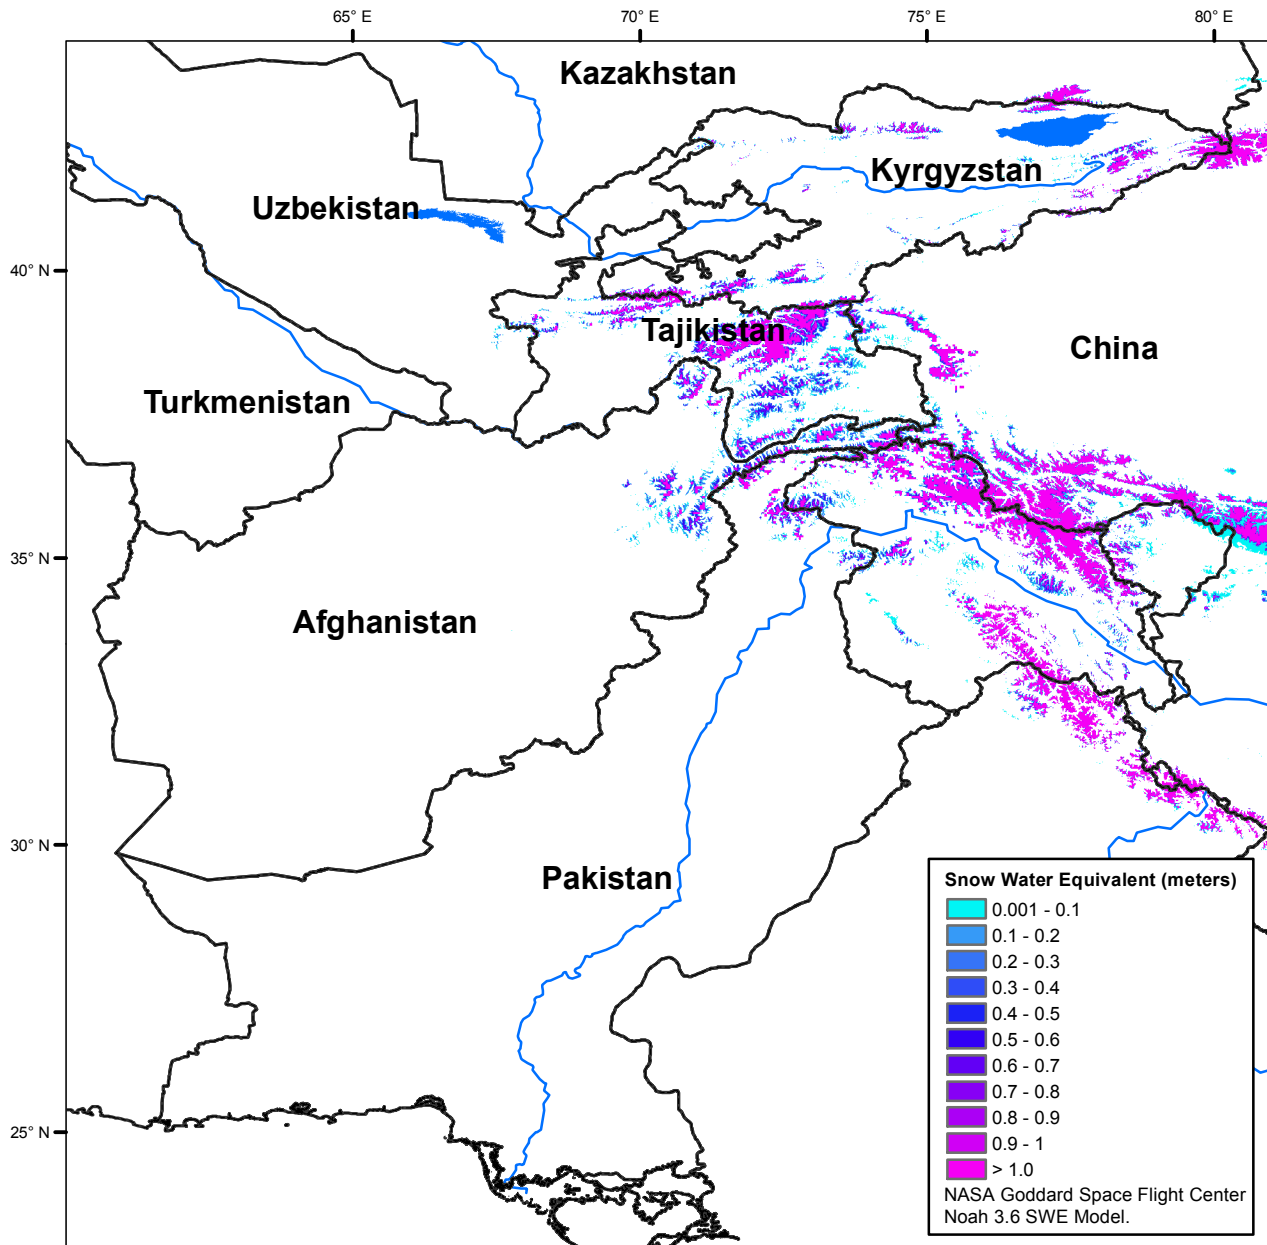 65° E
70° E
75° E
80° E
Kazakhstan
Kyrgyzstan
Uzbekistan
40° N
Tajikistan
China
Turkmenistan
35° N
Afghanistan
30° N
Pakistan
25° N
Snow Water Equivalent (meters)
0.001 - 0.1
0.1 - 0.2
0.2 - 0.3
0.3 - 0.4
0.4 - 0.5
0.5 - 0.6
0.6 - 0.7
0.7 - 0.8
0.8 - 0.9
0.9 - 1
> 1.0
NASA Goddard Space Flight Center
Noah 3.6 SWE Model.